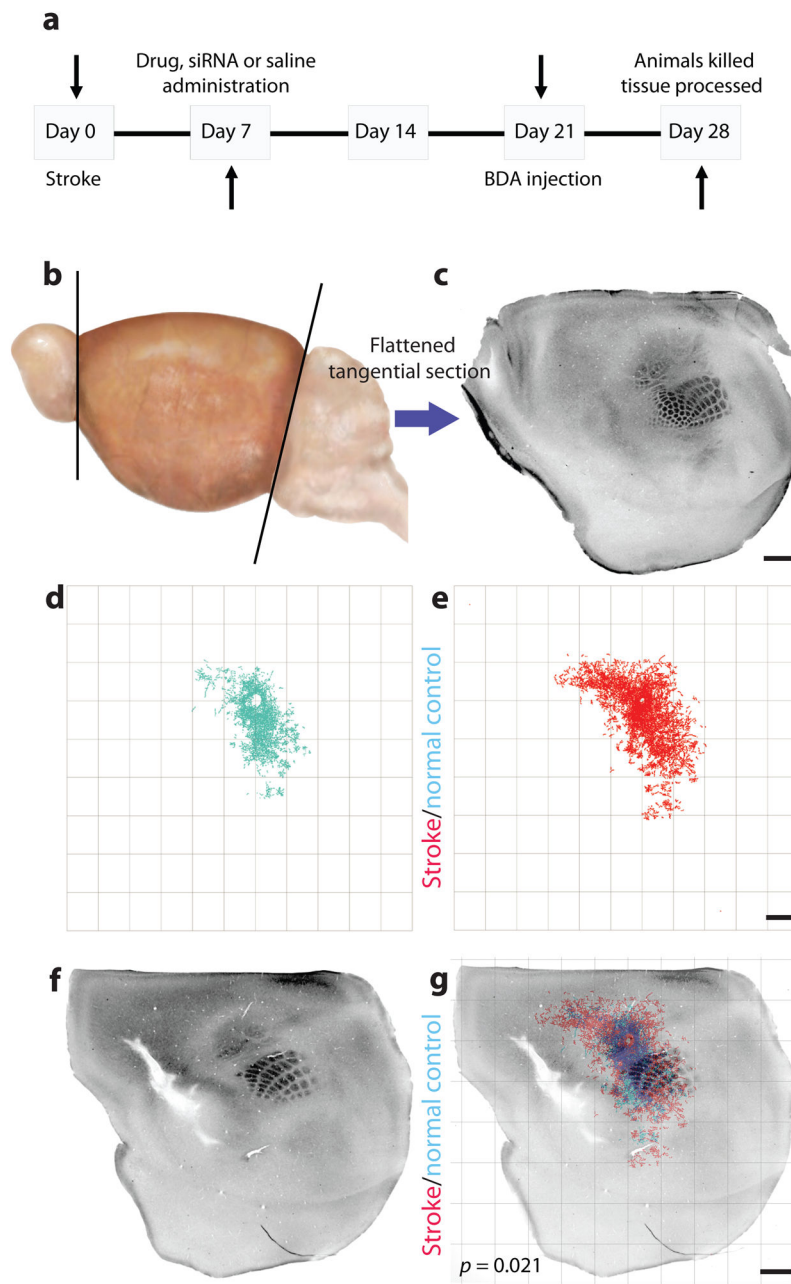 a
Drug, siRNA or saline
administration
Animals killed
tissue processed
Day 0
Day 7
Day 14
Day 21
Day 28
Stroke
BDA injection
b
c
Flattened
tangential section
d
e
Stroke/normal control
f
g
Stroke/normal control
p = 0.021